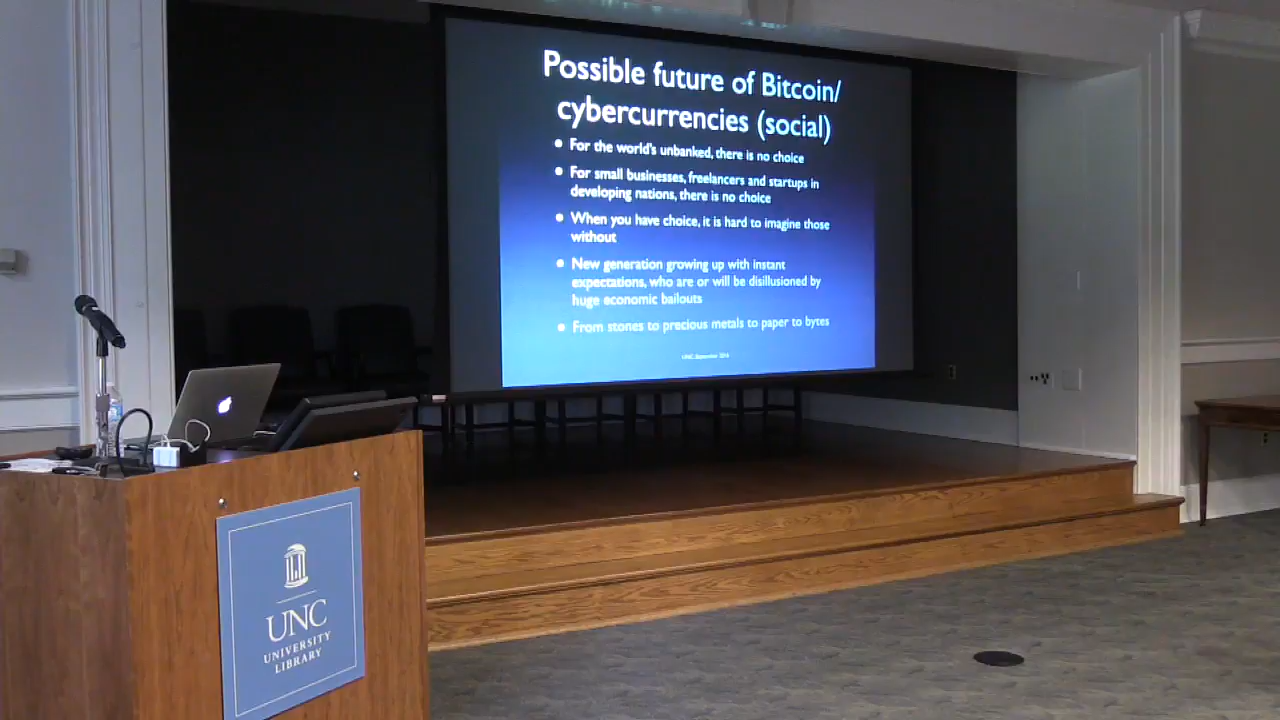 Possible future of Bitcoin/
cybercurrencies (social)
• For the world's unbanked, there is no choice
• For small businesses, freelancers and startups in
developing nations, there is no choice
• When you have choice, it is hard to imagine those
without
• New generation growing up with instant
expectations, who are or will be disillusioned by
huge economic bailouts
• From stones to precious metals to paper to bytes
UNC
UNC
UNIVERSITY
LIBRARY